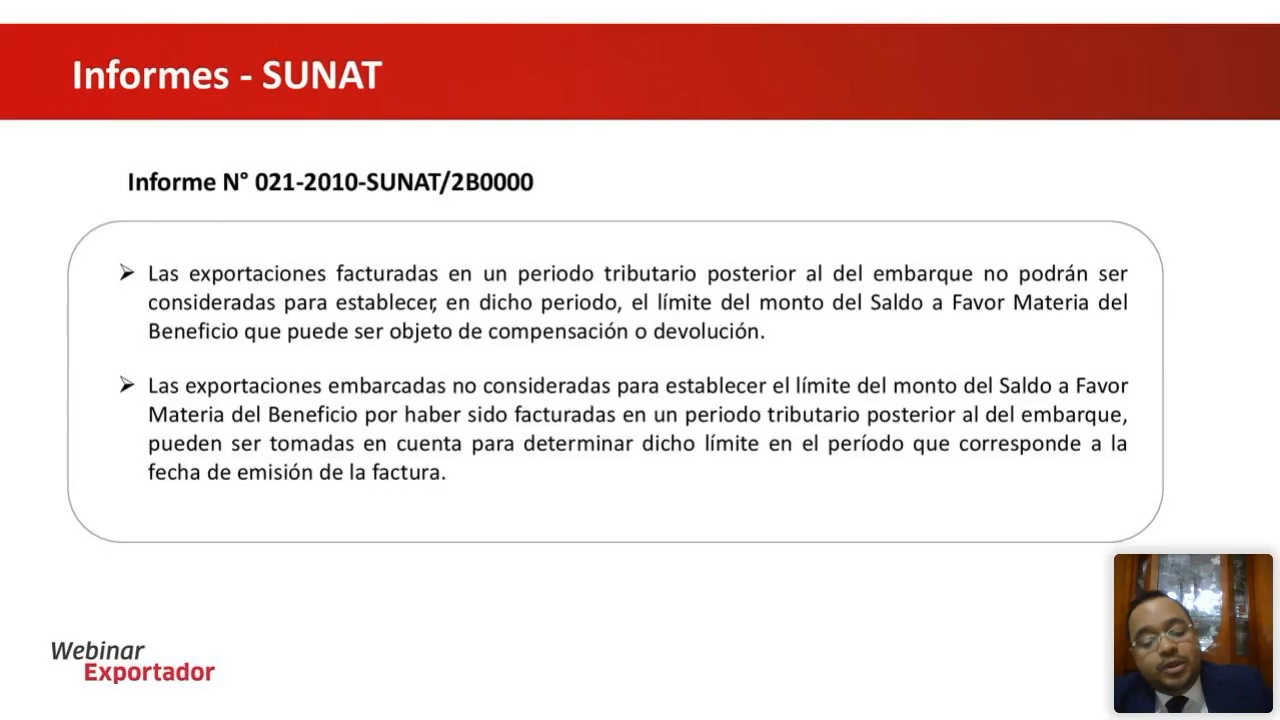 Informes - SUNAT
Informe N° 021-2010-SUNAT/2B0000
➢ Las exportaciones facturadas en un periodo tributario posterior al del embarque no podrán ser
consideradas para establecer, en dicho periodo, el límite del monto del Saldo a Favor Materia del
Beneficio que puede ser objeto de compensación o devolución.
➢ Las exportaciones embarcadas no consideradas para establecer el límite del monto del Saldo a Favor
Materia del Beneficio por haber sido facturadas en un periodo tributario posterior al del embarque,
pueden ser tomadas en cuenta para determinar dicho límite en el período que corresponde a la
fecha de emisión de la factura.
Webinar
Exportador